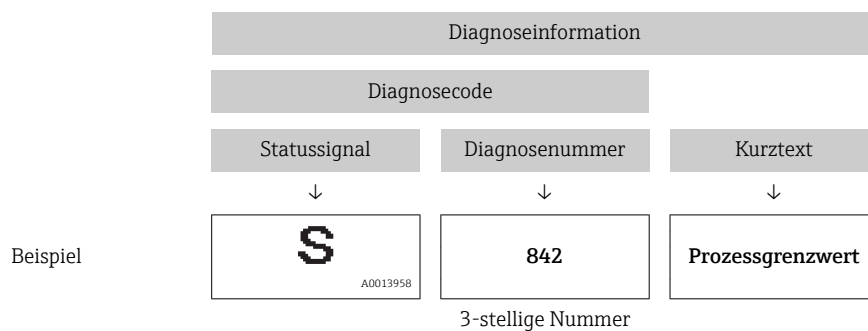 Diagnoseinformation
Diagnosecode
Statussignal Diagnosenummer Kurztext
↓ ↓ ↓
Beispiel S 842 Prozessgrenzwert
A0013958
3-stellige Nummer